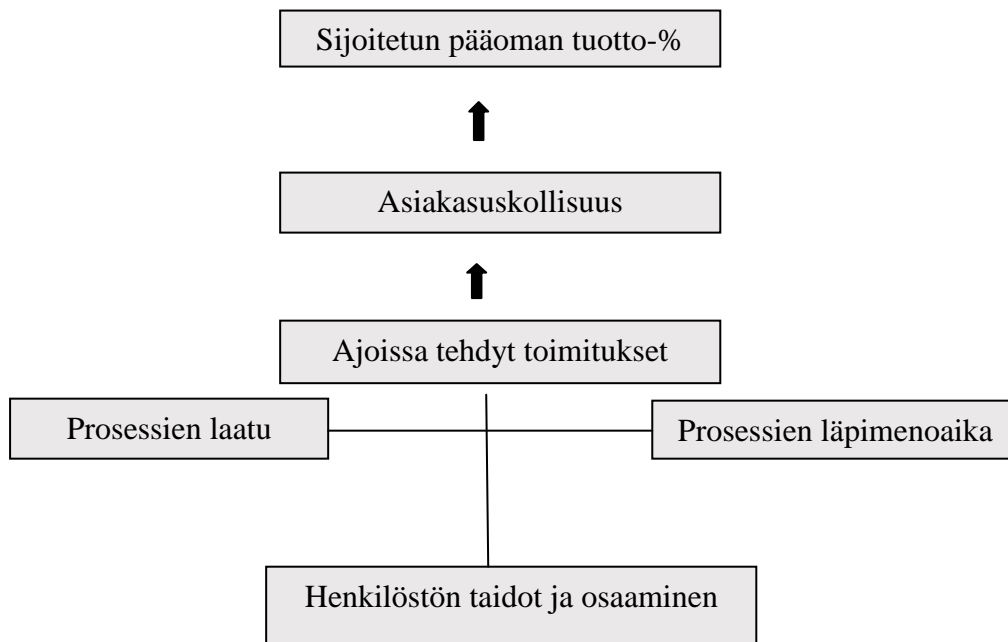 Sijoitetun pääoman tuotto-%
Asiakasuskollisuus
Ajoissa tehdyt toimitukset
Prosessien laatu
Prosessien läpimenoaika
Henkilöstön taidot ja osaaminen